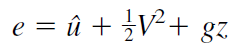 e = û + ½V² + gz